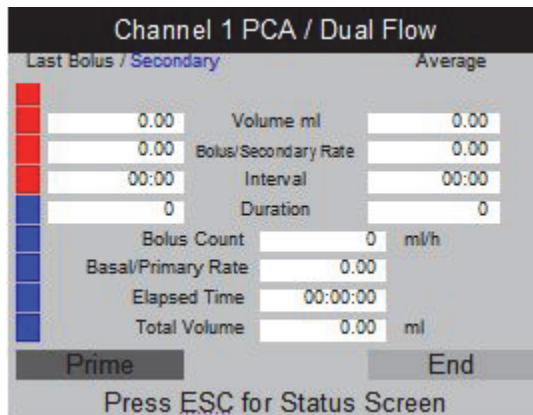 Channel 1 PCA / Dual Flow
Last Bolus / Secondary Average
0.00 Volume ml 0.00
0.00 Bolus/Secondary Rate 0.00
00:00 Interval 00:00
0 Duration 0
Bolus Count 0 ml/h
Basal/Primary Rate 0.00
Elapsed Time 00:00:00
Total Volume 0.00 ml
Prime End
Press ESC for Status Screen